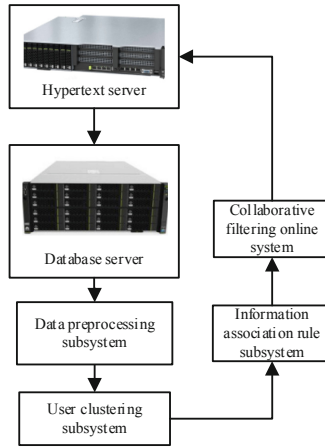 Hypertext server
Database server
Data preprocessing
subsystem
User clustering
subsystem
Collaborative
filtering online
system
Information
association rule
subsystem